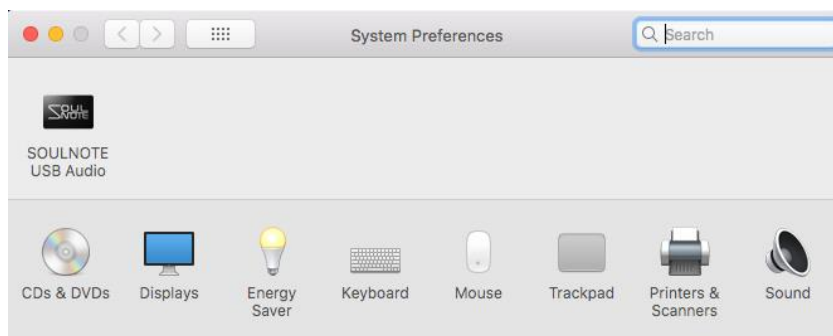 System Preferences
Search
SOULNOTE
SOULNOTE
USB Audio
CDs & DVDs
Displays
Energy
Saver
Keyboard
Mouse
Trackpad
Printers &
Scanners
Sound